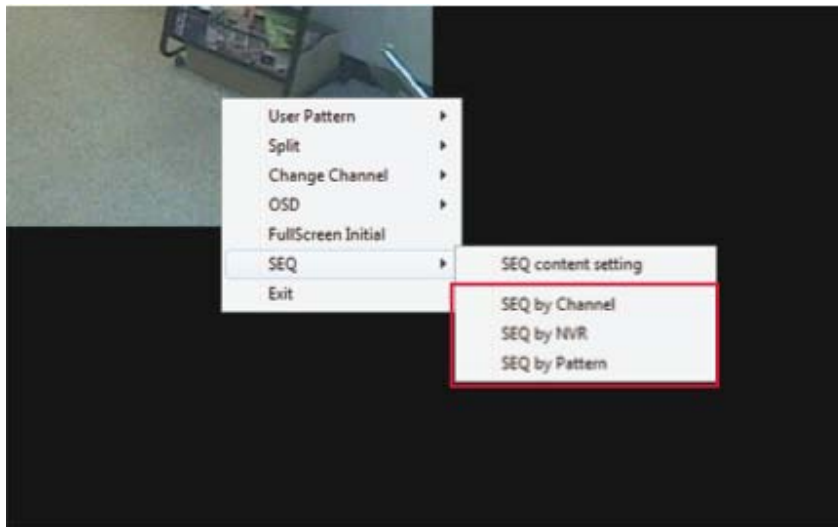 User Pattern
Split
Change Channel
OSD
FullScreen Initial
SEQ
Exit
SEQ content setting
SEQ by Channel
SEQ by NVR
SEQ by Pattern